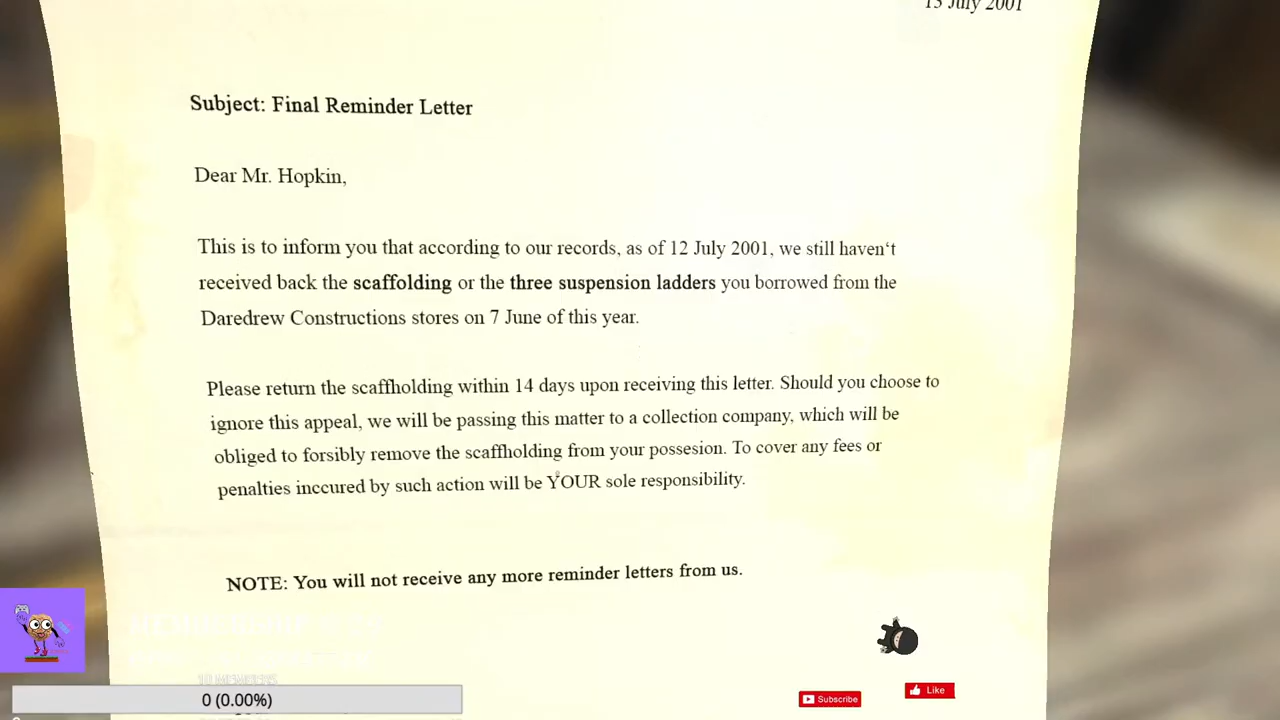 13 July 2001
Subject: Final Reminder Letter
Dear Mr. Hopkin,
This is to inform you that according to our records, as of 12 July 2001, we still haven‘t
received back the scaffolding or the three suspension ladders you borrowed from the
Daredrew Constructions stores on 7 June of this year.
Please return the scaffholding within 14 days upon receiving this letter. Should you choose to
ignore this appeal, we will be passing this matter to a collection company, which will be
obliged to forsibly remove the scaffholding from your possesion. To cover any fees or
penalties inccured by such action will be YOUR sole responsibility.
NOTE: You will not receive any more reminder letters from us.
0 (0.00%)
Subscribe
Like